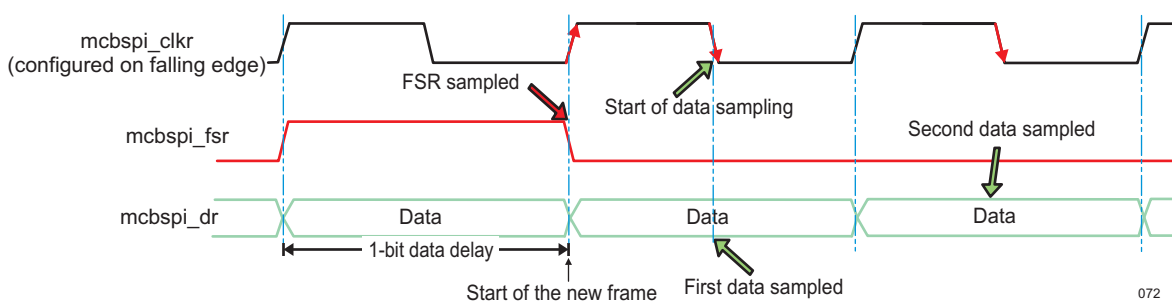 mcbspi_clkr
(configured on falling edge)
FSR sampled
Start of data sampling
mcbspi_fsr
Second data sampled
mcbspi_dr
Data
Data
Data
1-bit data delay
Start of the new frame
First data sampled
072